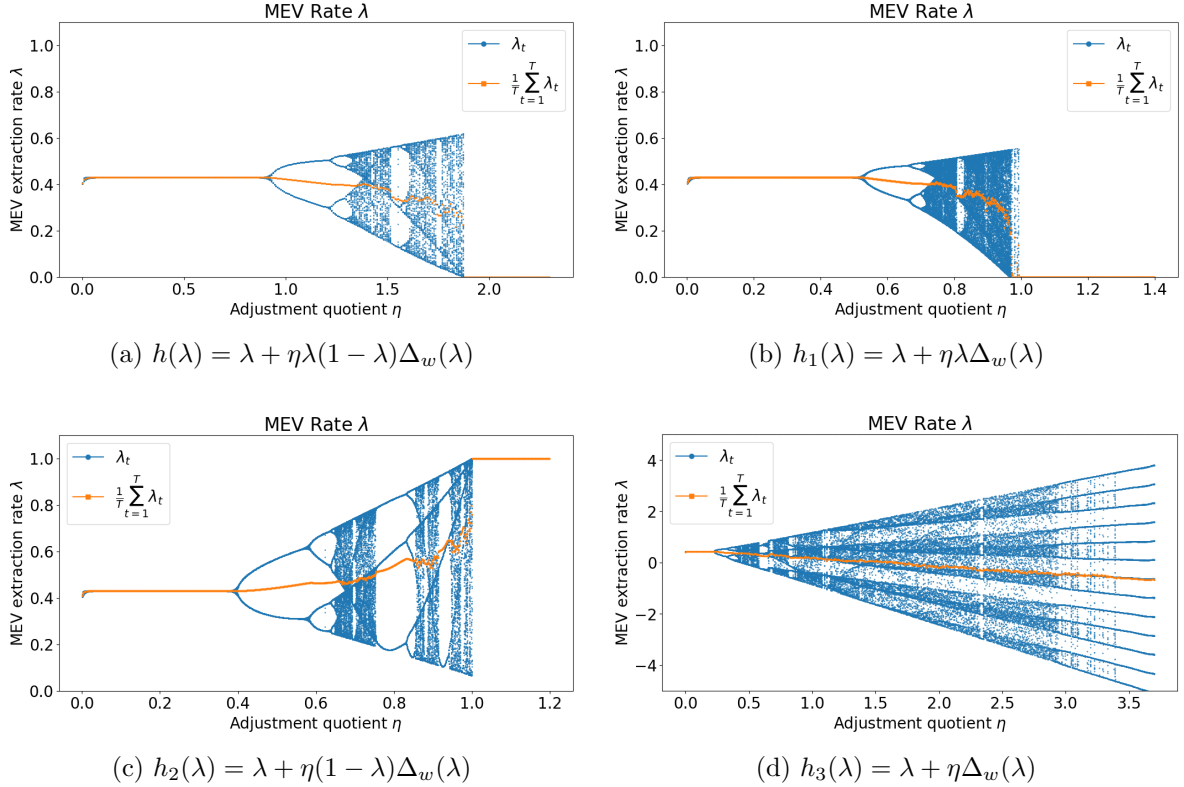 MEV Rate λ
MEV extraction rate λ
1.0
0.8
0.6
0.4
0.2
0.0
λ_t
1/T ∑_{t=1}^{T} λ_t
0.0 0.5 1.0 1.5 2.0
Adjustment quotient η
(a) h(λ) = λ + ηλ(1 − λ)Δ_w(λ)
MEV Rate λ
MEV extraction rate λ
1.0
0.8
0.6
0.4
0.2
0.0
λ_t
1/T ∑_{t=1}^{T} λ_t
0.0 0.2 0.4 0.6 0.8 1.0 1.2 1.4
Adjustment quotient η
(b) h_1(λ) = λ + ηλΔ_w(λ)
MEV Rate λ
MEV extraction rate λ
1.0
0.8
0.6
0.4
0.2
0.0
λ_t
1/T ∑_{t=1}^{T} λ_t
0.0 0.2 0.4 0.6 0.8 1.0 1.2
Adjustment quotient η
(c) h_2(λ) = λ + η(1 − λ)Δ_w(λ)
MEV Rate λ
MEV extraction rate λ
4
2
0
−2
−4
λ_t
1/T ∑_{t=1}^{T} λ_t
0.0 0.5 1.0 1.5 2.0 2.5 3.0 3.5
Adjustment quotient η
(d) h_3(λ) = λ + ηΔ_w(λ)